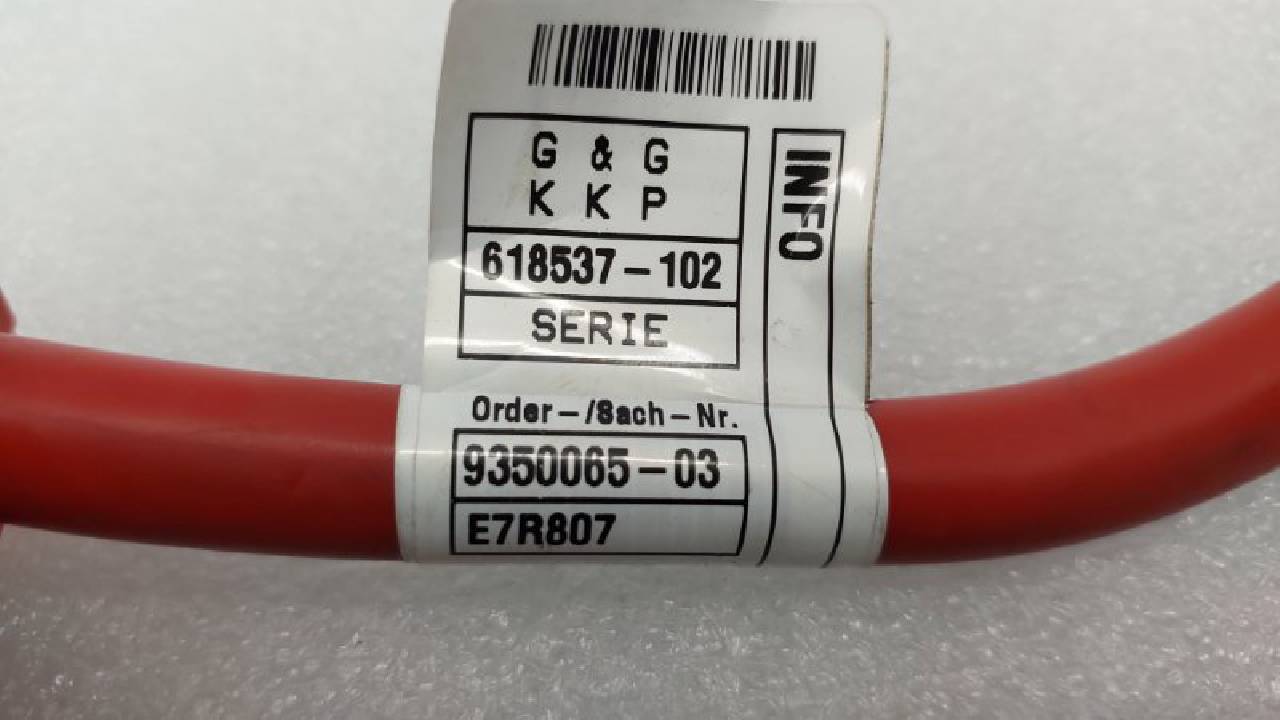 G & G
K K P
618537-102
SERIE
INFO
Order-/Sach-Nr.
9350065-03
E7R807